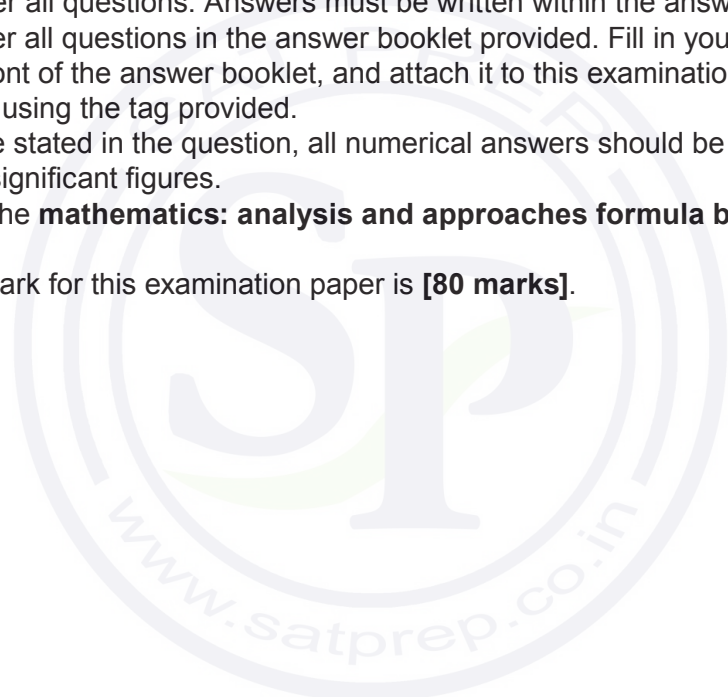 er all questions. Answers must be written within the answ
er all questions in the answer booklet provided. Fill in you
ont of the answer booklet, and attach it to this examinatio
using the tag provided.
e stated in the question, all numerical answers should be
significant figures.
he mathematics: analysis and approaches formula b
ark for this examination paper is [80 marks].
SATPREP
SP
www.satprep.co.in